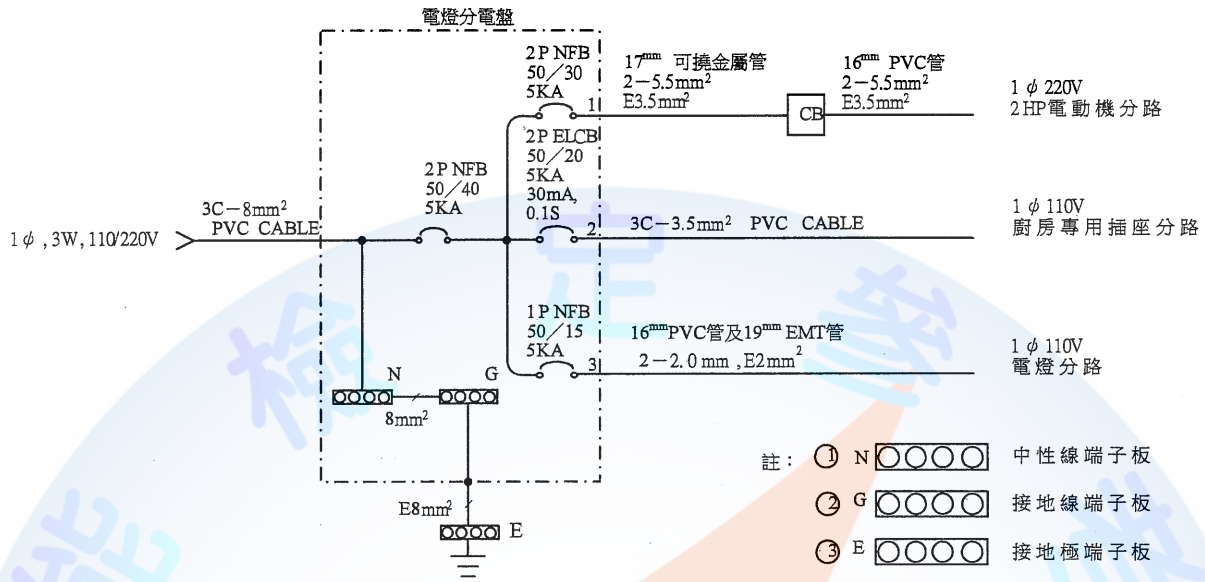 電燈分電盤
2P NFB
50/30
5KA
1
17mm 可撓金屬管
2-5.5mm²
E3.5mm²
CB
16mm PVC管
2-5.5mm²
E3.5mm²
1φ 220V
2HP電動機分路
2P ELCB
50/20
5KA
30mA,
0.1S
2
2P NFB
50/40
5KA
3C-8mm²
PVC CABLE
1φ,3W,110/220V
3C-3.5mm² PVC CABLE
1φ 110V
廚房專用插座分路
1P NFB
50/15
5KA
3
16mmPVC管及19mm EMT管
2-2.0mm,E2mm²
1φ 110V
電燈分路
N
G
8mm²
E8mm²
E
註: ① N 中性線端子板
② G 接地線端子板
③ E 接地極端子板
檢定參
能
考